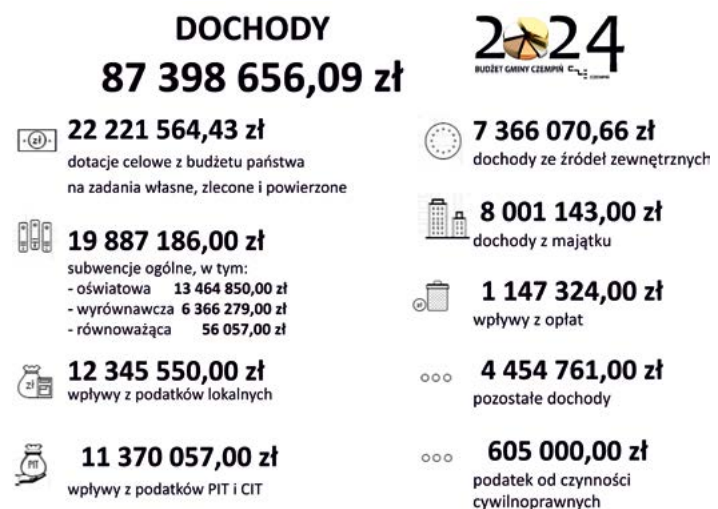 DOCHODY
87 398 656,09 zł
2024
BUDŻET GMINY CZEMPIŃ
CZEMPIŃ
zł
22 221 564,43 zł
dotacje celowe z budżetu państwa
na zadania własne, zlecone i powierzone
19 887 186,00 zł
subwencje ogólne, w tym:
- oświatowa 13 464 850,00 zł
- wyrównawcza 6 366 279,00 zł
- równoważąca 56 057,00 zł
zł
12 345 550,00 zł
wpływy z podatków lokalnych
PIT
11 370 057,00 zł
wpływy z podatków PIT i CIT
7 366 070,66 zł
dochody ze źródeł zewnętrznych
8 001 143,00 zł
dochody z majątku
zł
1 147 324,00 zł
wpływy z opłat
4 454 761,00 zł
pozostałe dochody
605 000,00 zł
podatek od czynności
cywilnoprawnych